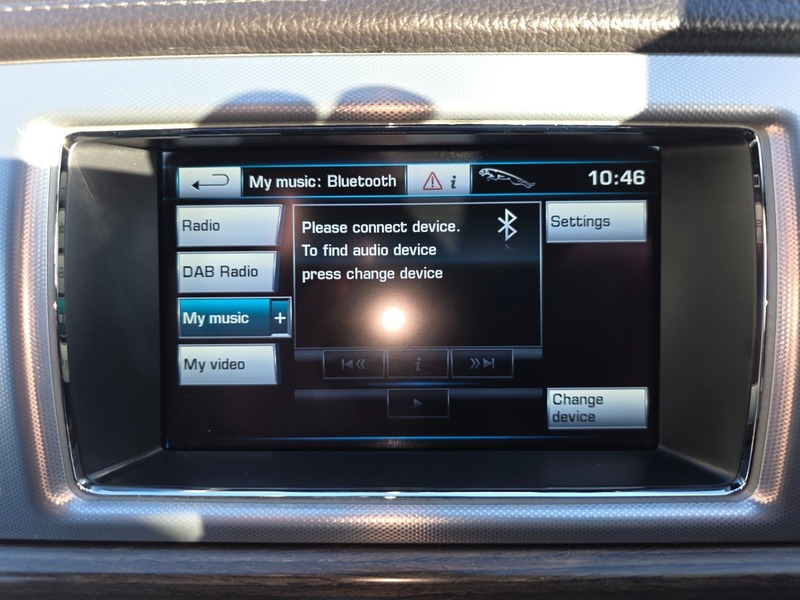 My music: Bluetooth
i
10:46
Radio
Please connect device.
To find audio device
press change device
Settings
DAB Radio
My music +
My video
i
Change
device